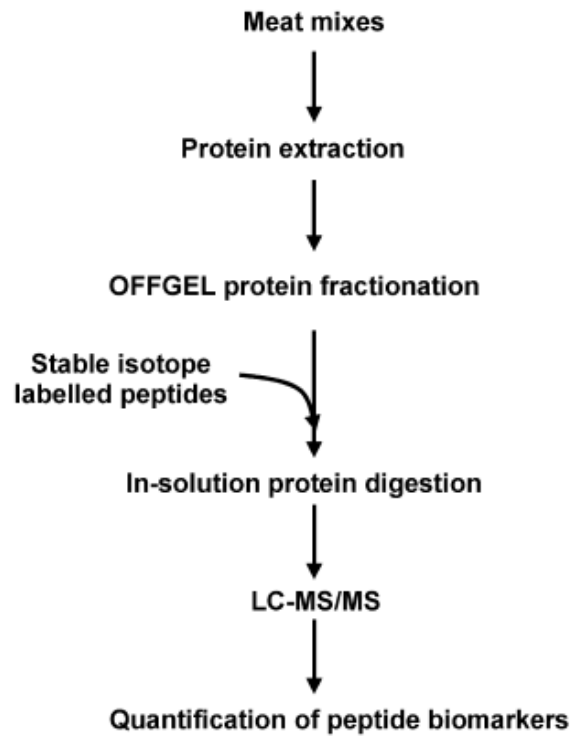 Meat mixes
Protein extraction
OFFGEL protein fractionation
Stable isotope
labelled peptides
In-solution protein digestion
LC-MS/MS
Quantification of peptide biomarkers